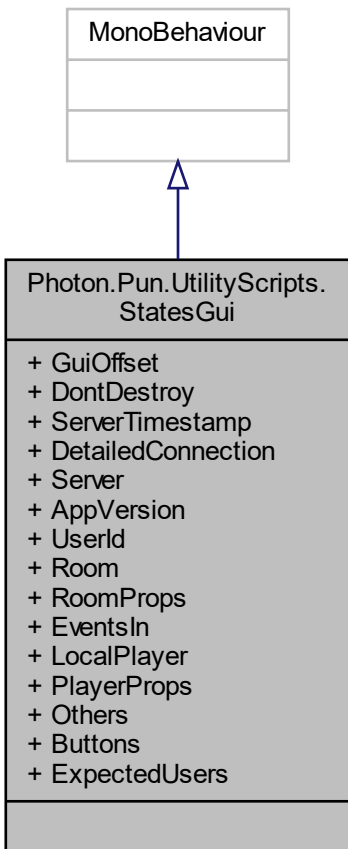 MonoBehaviour
Photon.Pun.UtilityScripts.
StatesGui
+ GuiOffset
+ DontDestroy
+ ServerTimestamp
+ DetailedConnection
+ Server
+ AppVersion
+ UserId
+ Room
+ RoomProps
+ EventsIn
+ LocalPlayer
+ PlayerProps
+ Others
+ Buttons
+ ExpectedUsers